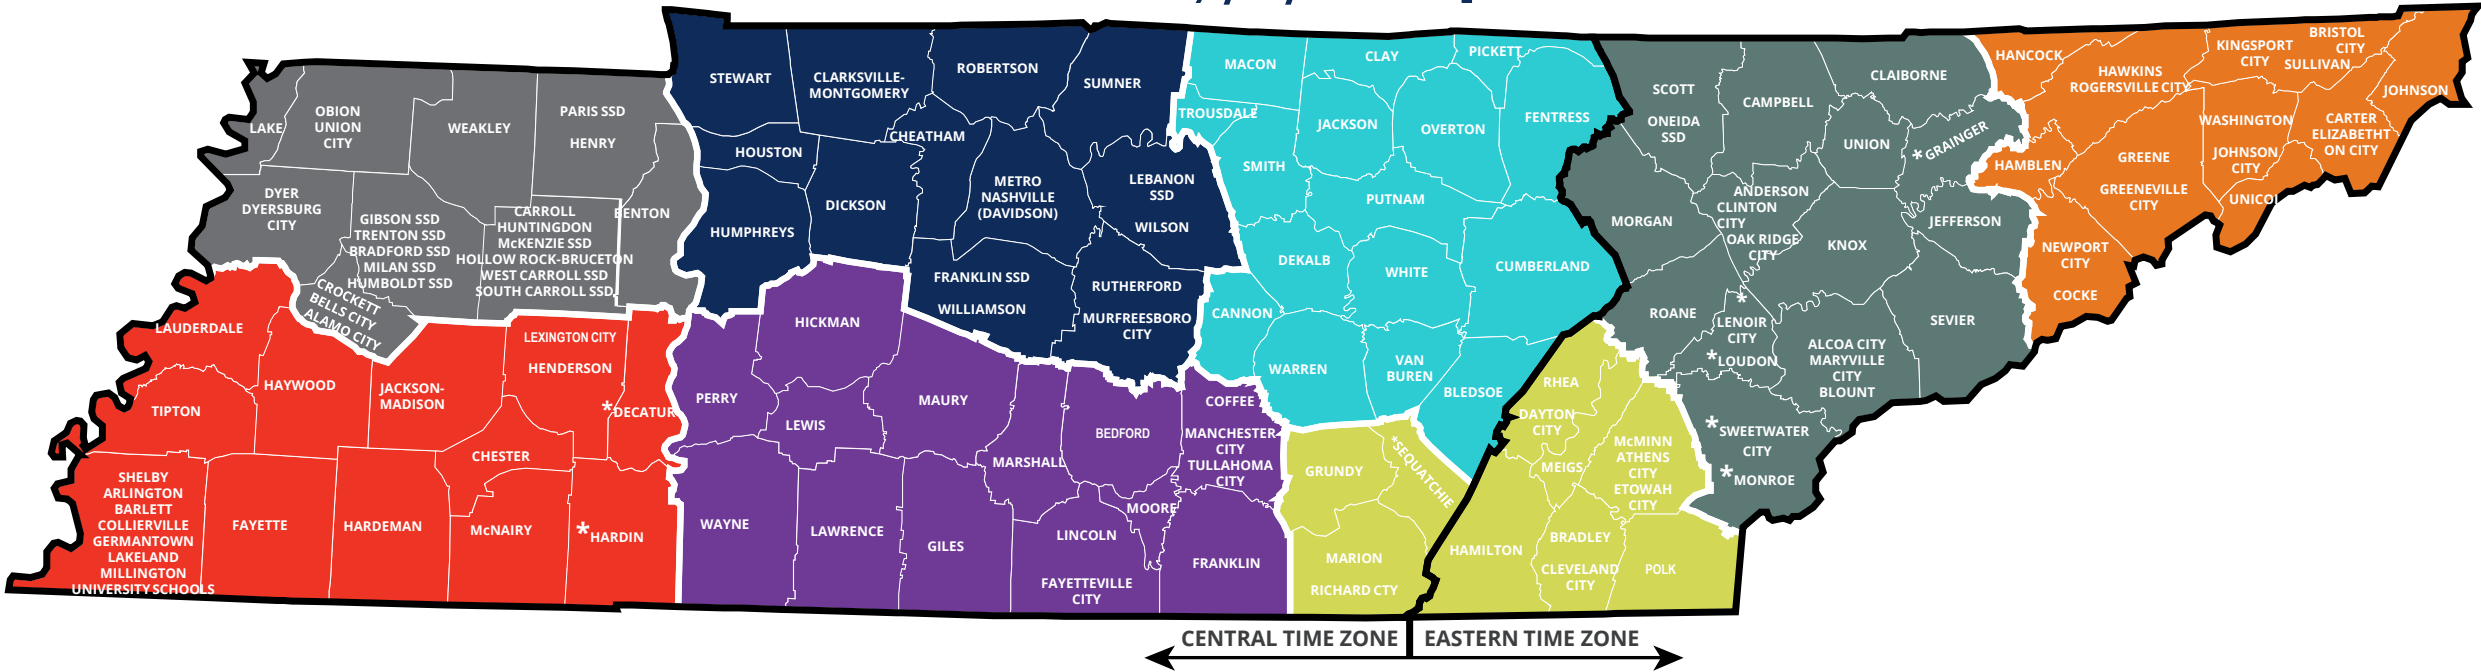 LAKE
OBION
UNION
CITY
WEAKLEY
PARIS SSD
HENRY
DYER
DYERSBURG
CITY
GIBSON SSD
TRENTON SSD
BRADFORD SSD
MILAN SSD
HUMBOLDT SSD
CARROLL
HUNTINGDON
McKENZIE SSD
HOLLOW ROCK-BRUCETON
WEST CARROLL SSD
SOUTH CARROLL SSD
BENTON
CROCKETT
BELLS CITY
ALAMO CITY
LAUDERDALE
TIPTON
HAYWOOD
JACKSON-
MADISON
LEXINGTON CITY
HENDERSON
*DECATUR
CHESTER
SHELBY
ARLINGTON
BARLETT
COLLIERVILLE
GERMANTOWN
LAKELAND
MILLINGTON
UNIVERSITY SCHOOLS
FAYETTE
HARDEMAN
McNAIRY
*HARDIN
STEWART
CLARKSVILLE-
MONTGOMERY
ROBERTSON
SUMNER
HOUSTON
CHEATHAM
HUMPHREYS
DICKSON
METRO
NASHVILLE
(DAVIDSON)
LEBANON
SSD
WILSON
FRANKLIN SSD
WILLIAMSON
RUTHERFORD
MURFREESBORO
CITY
HICKMAN
PERRY
LEWIS
MAURY
MARSHALL
BEDFORD
COFFEE
MANCHESTER
CITY
TULLAHOMA
CITY
WAYNE
LAWRENCE
GILES
LINCOLN
FAYETTEVILLE
CITY
MOORE
FRANKLIN
MACON
CLAY
PICKETT
TROUSDALE
JACKSON
OVERTON
FENTRESS
SMITH
PUTNAM
DEKALB
WHITE
CUMBERLAND
CANNON
WARREN
VAN
BUREN
BLEDSOE
GRUNDY
*SEQUATCHIE
MARION
RICHARD CTY
RHEA
DAYTON
CITY
MEIGS
McMINN
ATHENS
CITY
ETOWAH
CITY
HAMILTON
BRADLEY
CLEVELAND
CITY
POLK
SCOTT
ONEIDA
SSD
CAMPBELL
CLAIBORNE
UNION
*GRAINGER
MORGAN
ANDERSON
CLINTON
CITY
OAK RIDGE
CITY
KNOX
JEFFERSON
ROANE
*
LENOIR
CITY
*LOUDON
ALCOA CITY
MARYVILLE
CITY
BLOUNT
SEVIER
*SWEETWATER
CITY
*MONROE
HANCOCK
HAWKINS
ROGERSVILLE CITY
KINGSPORT
CITY
BRISTOL
CITY
SULLIVAN
JOHNSON
HAMBLEN
GREENE
GREENEVILLE
CITY
WASHINGTON
JOHNSON
CITY
CARTER
ELIZABETHT
ON CITY
UNICOI
NEWPORT
CITY
COCKE
CENTRAL TIME ZONE
EASTERN TIME ZONE